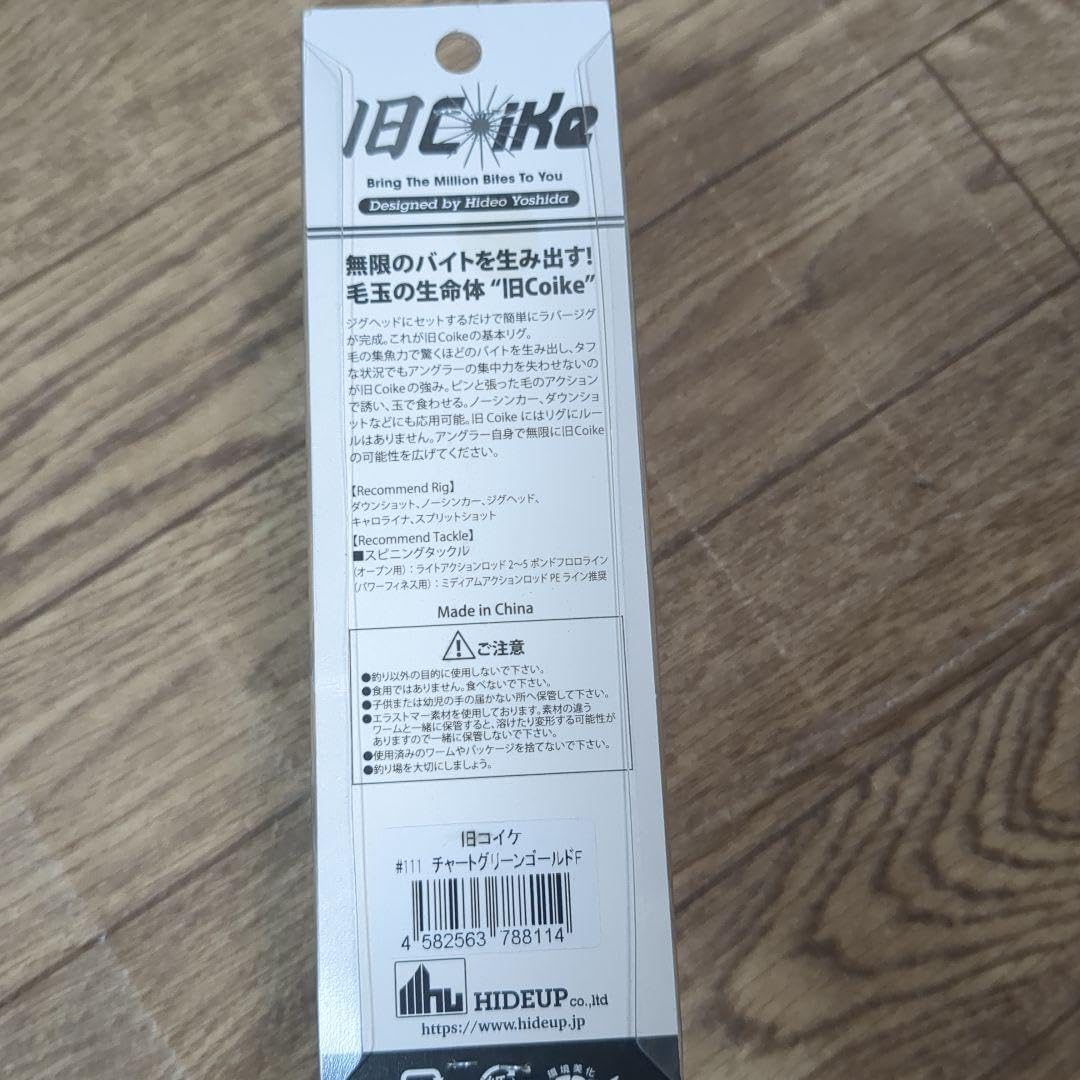 旧Coike
Bring The Million Bites To You
Designed by Hideo Yoshida
無限のバイトを生み出す!
毛玉の生命体 “旧Coike”
ジグヘッドにセットするだけで簡単にラバージグ
が完成。これが旧Coikeの基本リグ。
毛の集魚力で驚くほどのバイトを生み出し、タフ
な状況でもアングラーの集中力を失わせないの
が旧Coikeの強み。ピンと張った毛のアクション
で誘い、玉で食わせる。ノーシンカー、ダウンショ
ットなどにも応用可能。旧 Coike にはリグにルー
ルはありません。アングラー自身で無限に旧Coike
の可能性を広げてください。
【Recommend Rig】
ダウンショット、ノーシンカー、ジグヘッド、
キャロライナ、スプリットショット
【Recommend Tackle】
■スピニングタックル
（オープン用）：ライトアクションロッド 2〜5 ポンドフロロライン
（パワーフィネス用）：ミディアムアクションロッド PE ライン推奨
Made in China
ご注意
●釣り以外の目的に使用しないで下さい。
●食用ではありません。食べないで下さい。
●子供または幼児の手の届かない所へ保管して下さい。
●エラストマー素材を使用しております。素材の違う
ワームと一緒に保管すると、溶けたり変形する可能性が
ありますので一緒に保管しないで下さい。
●使用済みのワームやパッケージを捨てないで下さい。
●釣り場を大切にしましょう。
旧コイケ
#111 チャートグリーンゴールドF
4 582563 788114
hu HIDEUP co.,ltd
https://www.hideup.jp
環境美化